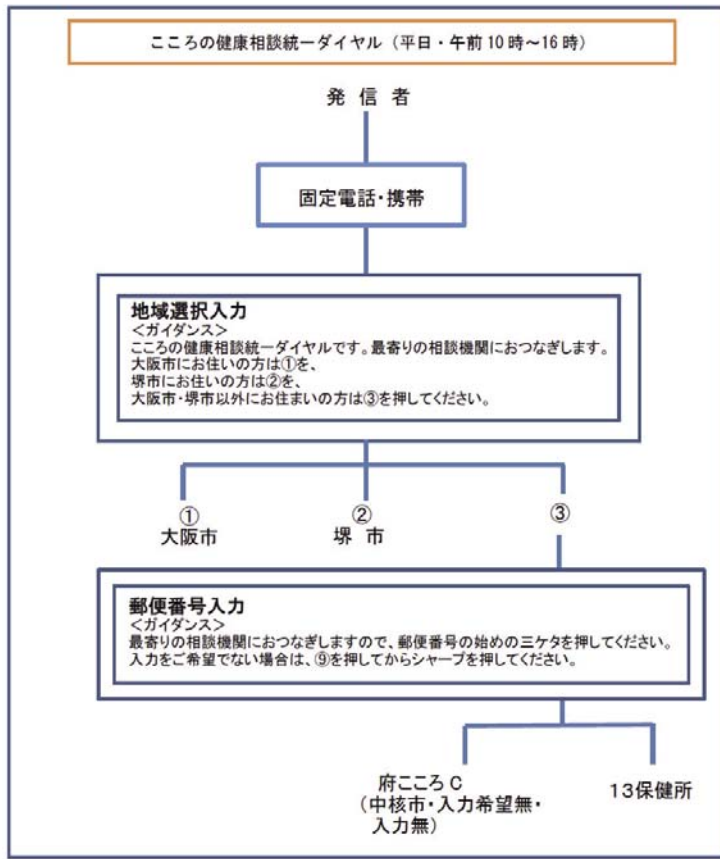 こころの健康相談統一ダイヤル（平日・午前10時～16時）
発 信 者
固定電話・携帯
地域選択入力
＜ガイダンス＞
こころの健康相談統一ダイヤルです。最寄りの相談機関におつなぎします。
大阪市にお住いの方は①を、
堺市にお住いの方は②を、
大阪市・堺市以外にお住まいの方は③を押してください。
① ② ③
大阪市 堺 市
郵便番号入力
＜ガイダンス＞
最寄りの相談機関におつなぎしますので、郵便番号の始めの三ケタを押してください。
入力をご希望でない場合は、⑨を押してからシャープを押してください。
府こころC
（中核市・入力希望無・
入力無）
13保健所